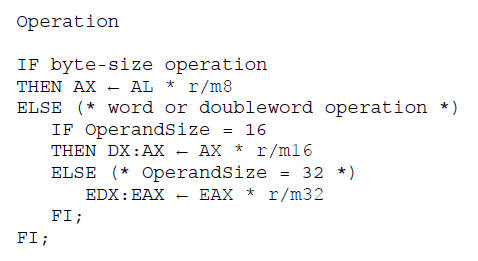 Operation
IF byte-size operation
THEN AX ← AL * r/m8
ELSE (* word or doubleword operation *)
IF OperandSize = 16
THEN DX:AX ← AX * r/m16
ELSE (* OperandSize = 32 *)
EDX:EAX ← EAX * r/m32
FI;
FI;